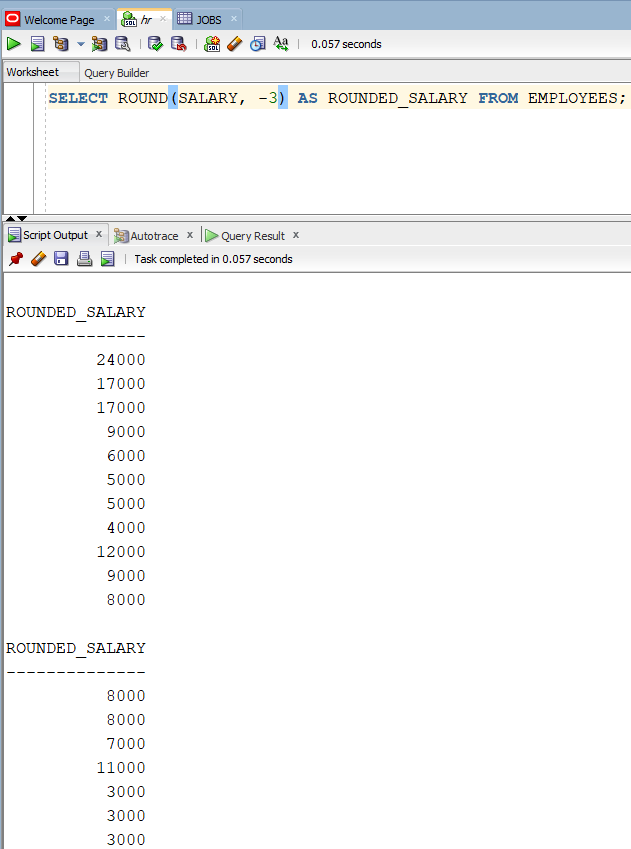 Welcome Page × hr × JOBS ×
SQL 0.057 seconds
Worksheet Query Builder
SELECT ROUND(SALARY, -3) AS ROUNDED_SALARY FROM EMPLOYEES;
Script Output x Autotrace x Query Result x
Task completed in 0.057 seconds
ROUNDED_SALARY
--------------
24000
17000
17000
9000
6000
5000
5000
4000
12000
9000
8000
ROUNDED_SALARY
--------------
8000
8000
7000
11000
3000
3000
3000